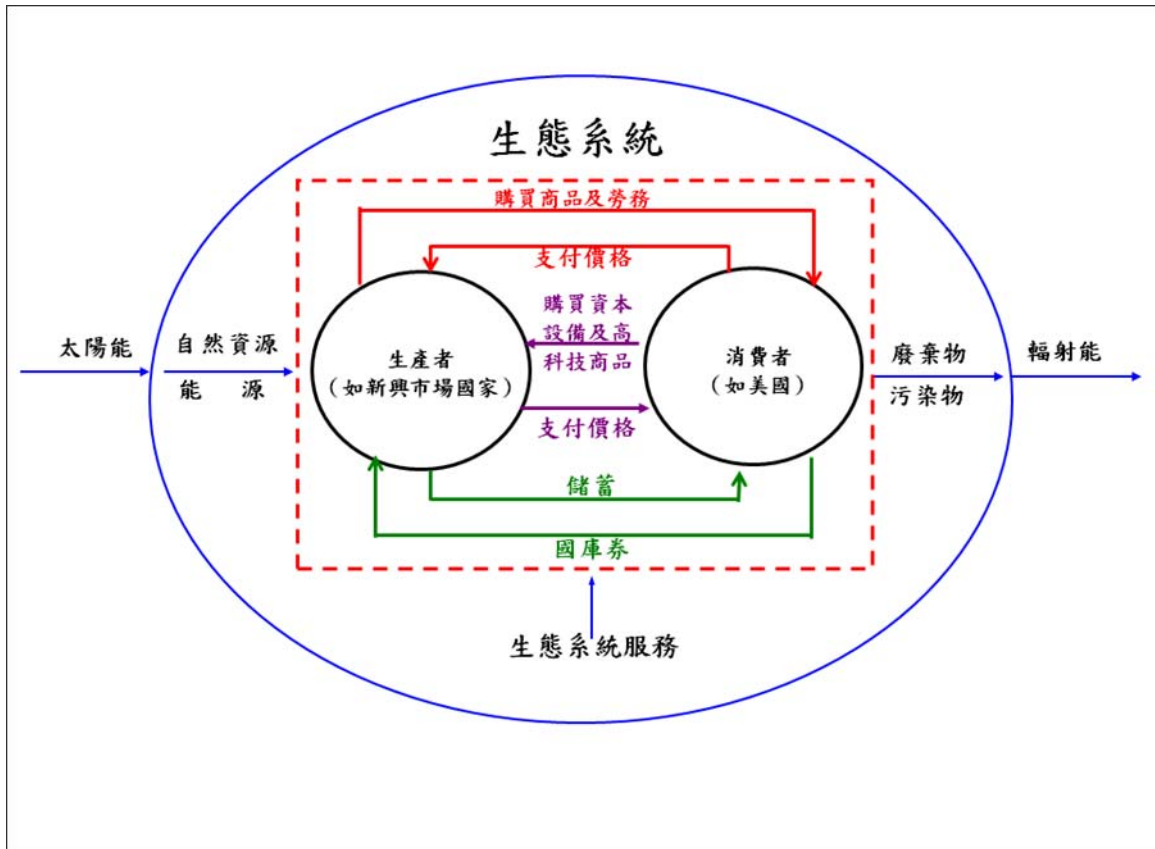 生態系統
購買商品及勞務
支付價格
購買資本
設備及高
科技商品
太陽能
自然資源
能 源
生產者
（如新興市場國家）
消費者
（如美國）
廢棄物
污染物
輻射能
支付價格
儲蓄
國庫券
生態系統服務